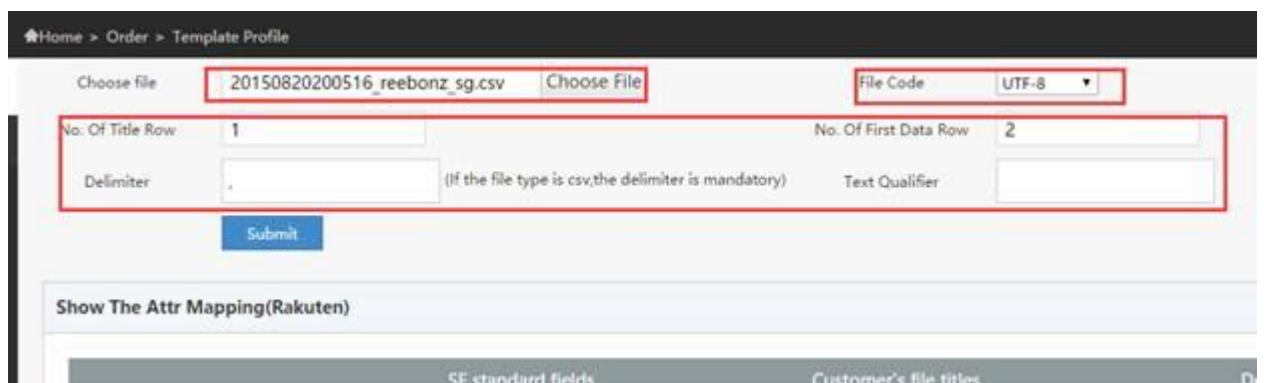 Home > Order > Template Profile
Choose file 20150820200516_reebonz_sg.csv Choose File File Code UTF-8
No. Of Title Row 1 No. Of First Data Row 2
Delimiter , (If the file type is csv,the delimiter is mandatory) Text Qualifier
Submit
Show The Attr Mapping(Rakuten)
SF standard fields Customer's file titles